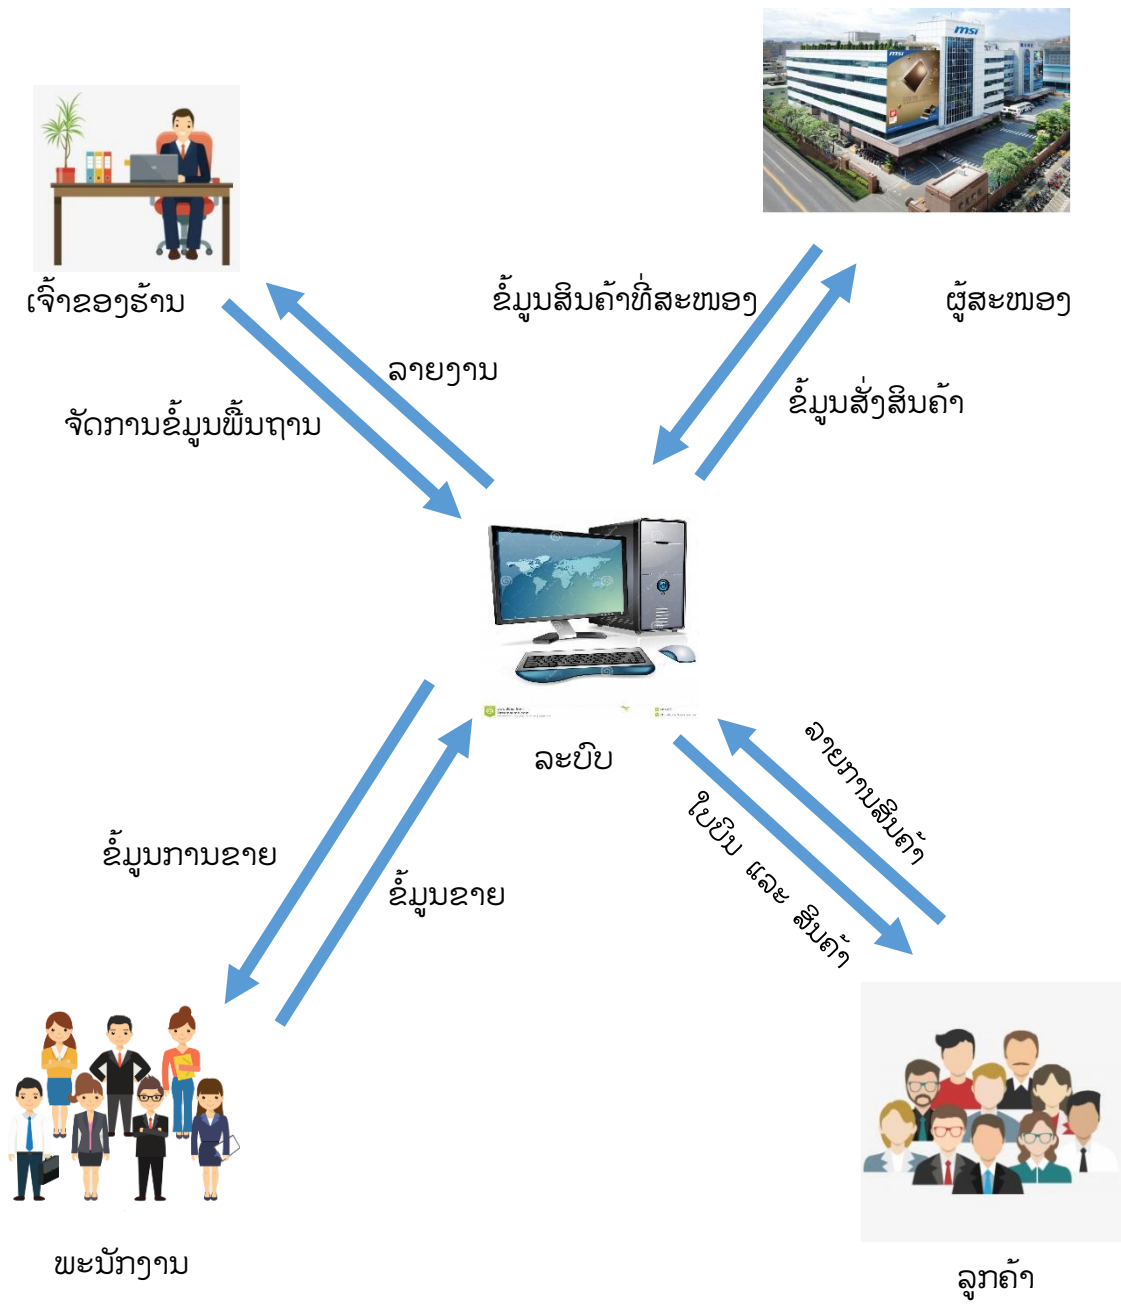 msi
msi
ເຈົ້າຂອງຮ້ານ
ຂໍ້ມູນສິນຄ້າທີ່ສະໜອງ
ຜູ້ສະໜອງ
ລາຍງານ
ຂໍ້ມູນສັ່ງສິນຄ້າ
ຈັດການຂໍ້ມູນພື້ນຖານ
ລະບົບ
ລາຍການສິນຄ້າ
ໃບບິນ ແລະ ສິນຄ້າ
ຂໍ້ມູນການຂາຍ
ຂໍ້ມູນຂາຍ
ພະນັກງານ
ລູກຄ້າ